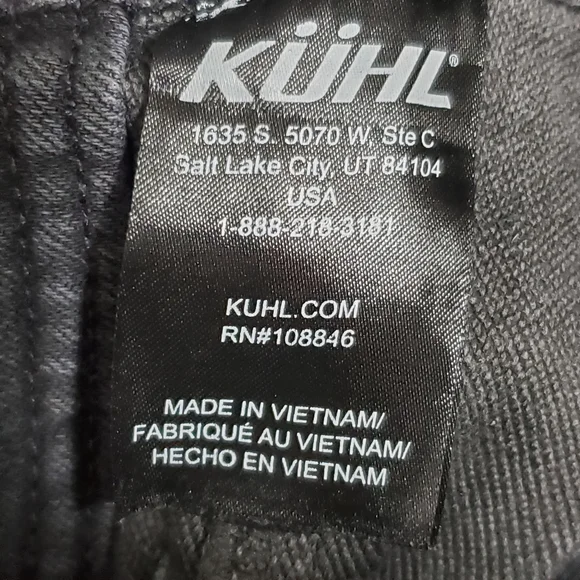 KÜHL®
1635 S. 5070 W, Ste C
Salt Lake City, UT 84104
USA
1-888-218-3181
KUHL.COM
RN#108846
MADE IN VIETNAM/
FABRIQUÉ AU VIETNAM/
HECHO EN VIETNAM